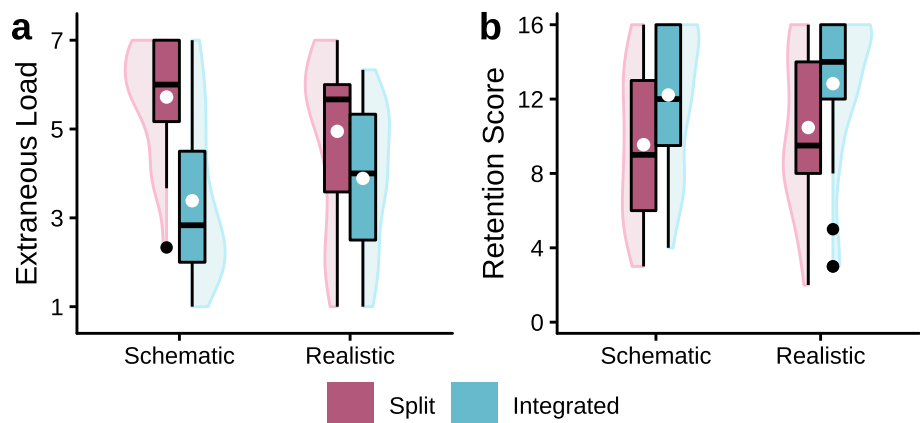 a
Extraneous Load
7
5
3
1
Schematic
Realistic
b
Retention Score
16
12
8
4
0
Schematic
Realistic
Split
Integrated